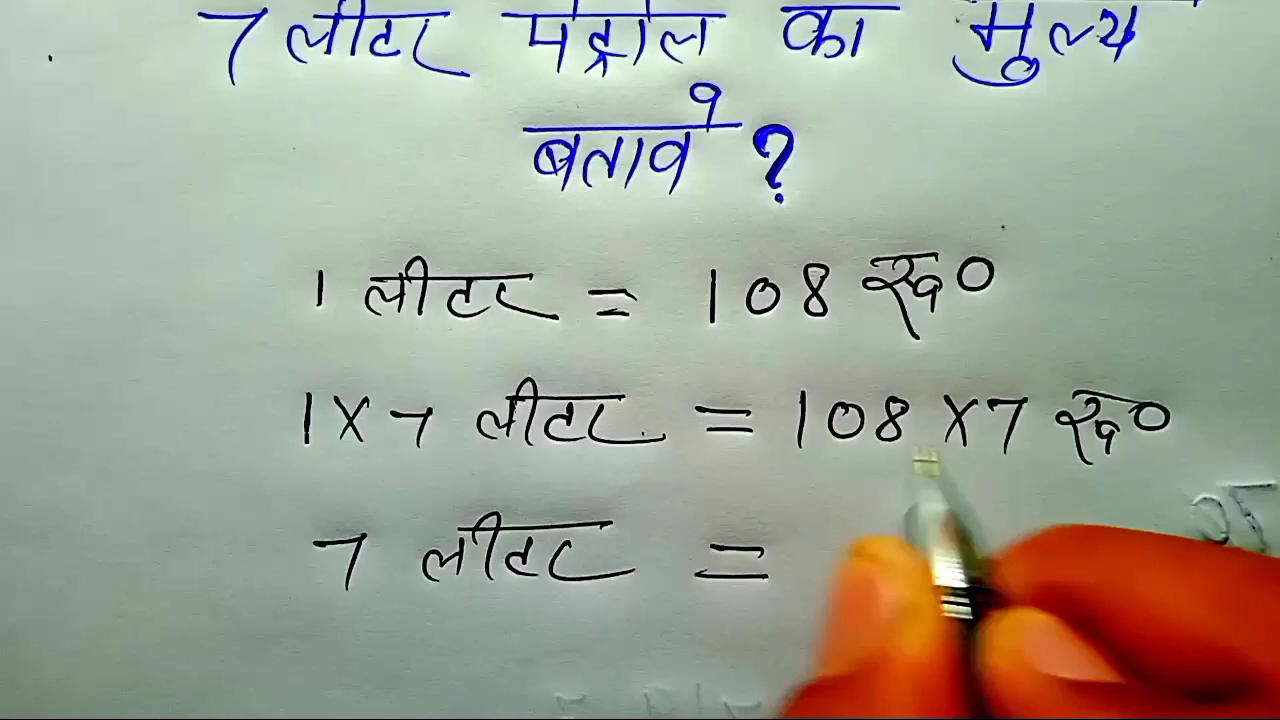 7 लीटर पेट्रोल का मुल्य
बतावे ?
1 लीटर = 108 रू०
1 X 7 लीटर = 108 X 7 रू०
7 लीटर =